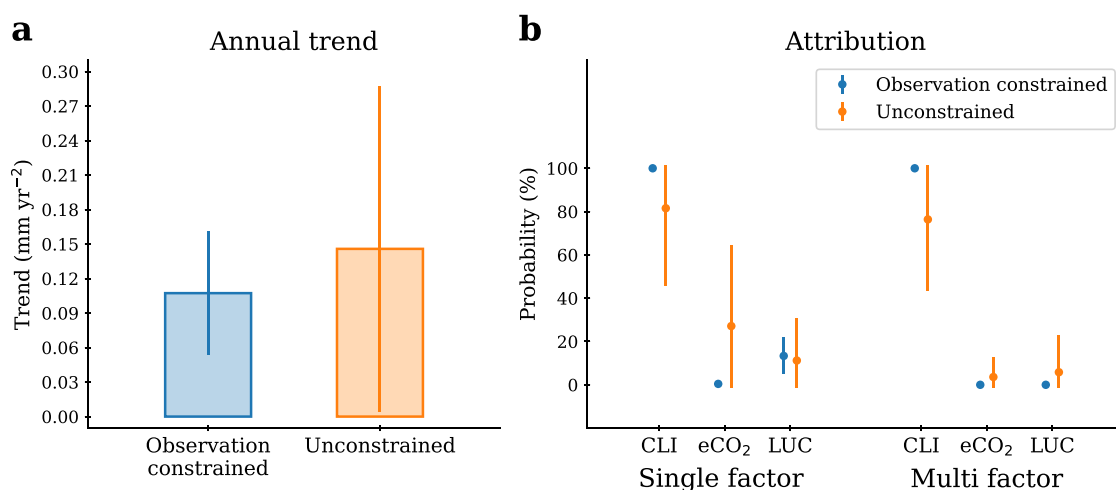 a
Annual trend
Trend (mm yr⁻²)
0.30
0.27
0.24
0.21
0.18
0.15
0.12
0.09
0.06
0.03
0.00
Observation
constrained
Unconstrained
b
Attribution
Observation constrained
Unconstrained
Probability (%)
100
80
60
40
20
0
CLI eCO₂ LUC CLI eCO₂ LUC
Single factor Multi factor